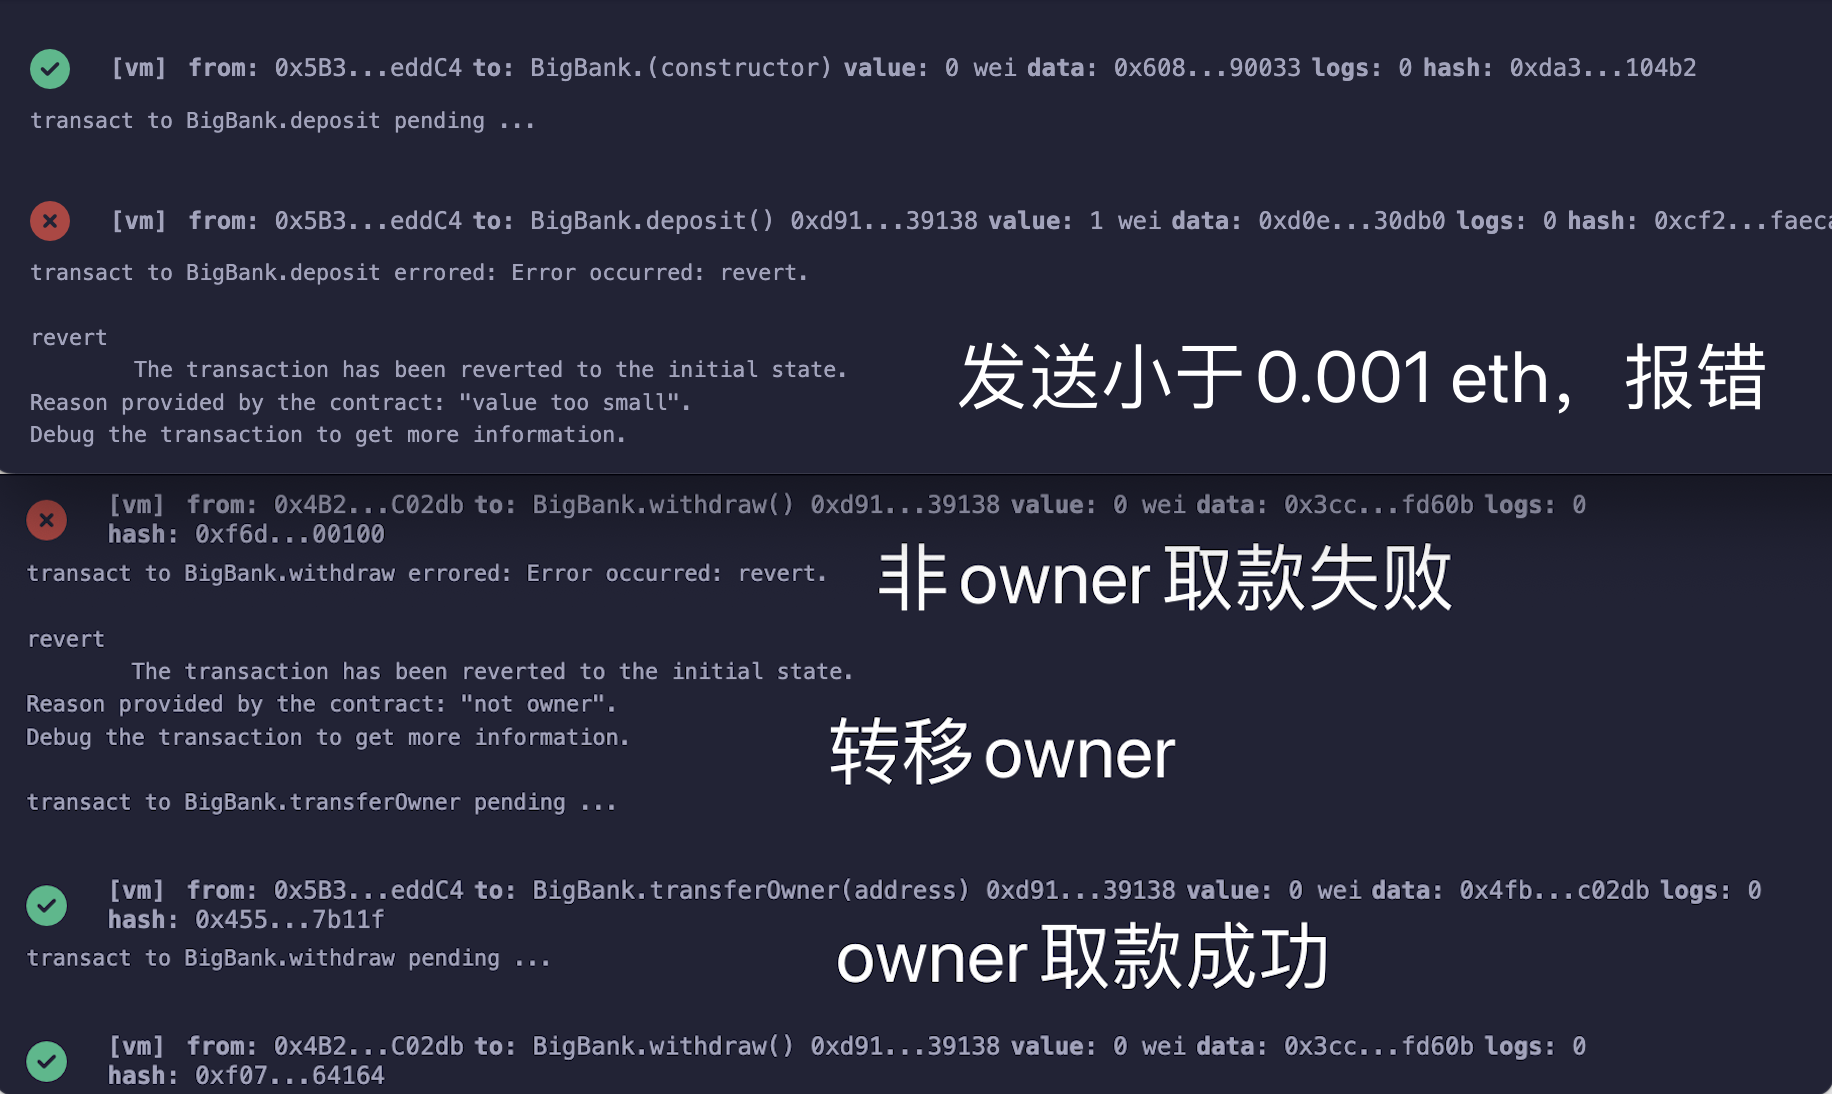 [vm] from: 0x5B3...eddC4 to: BigBank.(constructor) value: 0 wei data: 0x608...90033 logs: 0 hash: 0xda3...104b2
transact to BigBank.deposit pending ...
[vm] from: 0x5B3...eddC4 to: BigBank.deposit() 0xd91...39138 value: 1 wei data: 0xd0e...30db0 logs: 0 hash: 0xcf2...faeca
transact to BigBank.deposit errored: Error occurred: revert.
revert
The transaction has been reverted to the initial state.
发送小于0.001 eth，报错
Reason provided by the contract: "value too small".
Debug the transaction to get more information.
[vm] from: 0x4B2...C02db to: BigBank.withdraw() 0xd91...39138 value: 0 wei data: 0x3cc...fd60b logs: 0
hash: 0xf6d...00100
transact to BigBank.withdraw errored: Error occurred: revert.
非owner取款失败
revert
The transaction has been reverted to the initial state.
Reason provided by the contract: "not owner".
Debug the transaction to get more information.
转移owner
transact to BigBank.transferOwner pending ...
[vm] from: 0x5B3...eddC4 to: BigBank.transferOwner(address) 0xd91...39138 value: 0 wei data: 0x4fb...c02db logs: 0
hash: 0x455...7b11f
transact to BigBank.withdraw pending ...
owner取款成功
[vm] from: 0x4B2...C02db to: BigBank.withdraw() 0xd91...39138 value: 0 wei data: 0x3cc...fd60b logs: 0
hash: 0xf07...64164